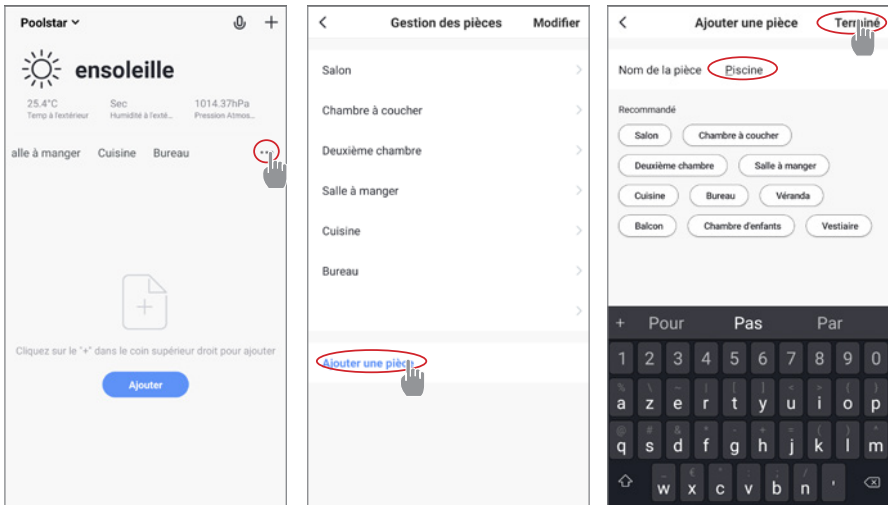 Poolstar
ensoleille
25.4°C Sec 1014.37hPa
Temp à l'extérieur Humidité à l'exté... Pression Atmos...
alle à manger Cuisine Bureau ...
Cliquez sur le "+" dans le coin supérieur droit pour ajouter
Ajouter
Gestion des pièces Modifier
Salon
Chambre à coucher
Deuxième chambre
Salle à manger
Cuisine
Bureau
Ajouter une pièce
Ajouter une pièce Terminé
Nom de la pièce Piscine
Recommandé
Salon Chambre à coucher
Deuxième chambre Salle à manger
Cuisine Bureau Véranda
Balcon Chambre d'enfants Vestiaire
+ Pour Pas Par
1 2 3 4 5 6 7 8 9 0
a z e r t y u i o p
q s d f g h j k l m
w x c v b n '